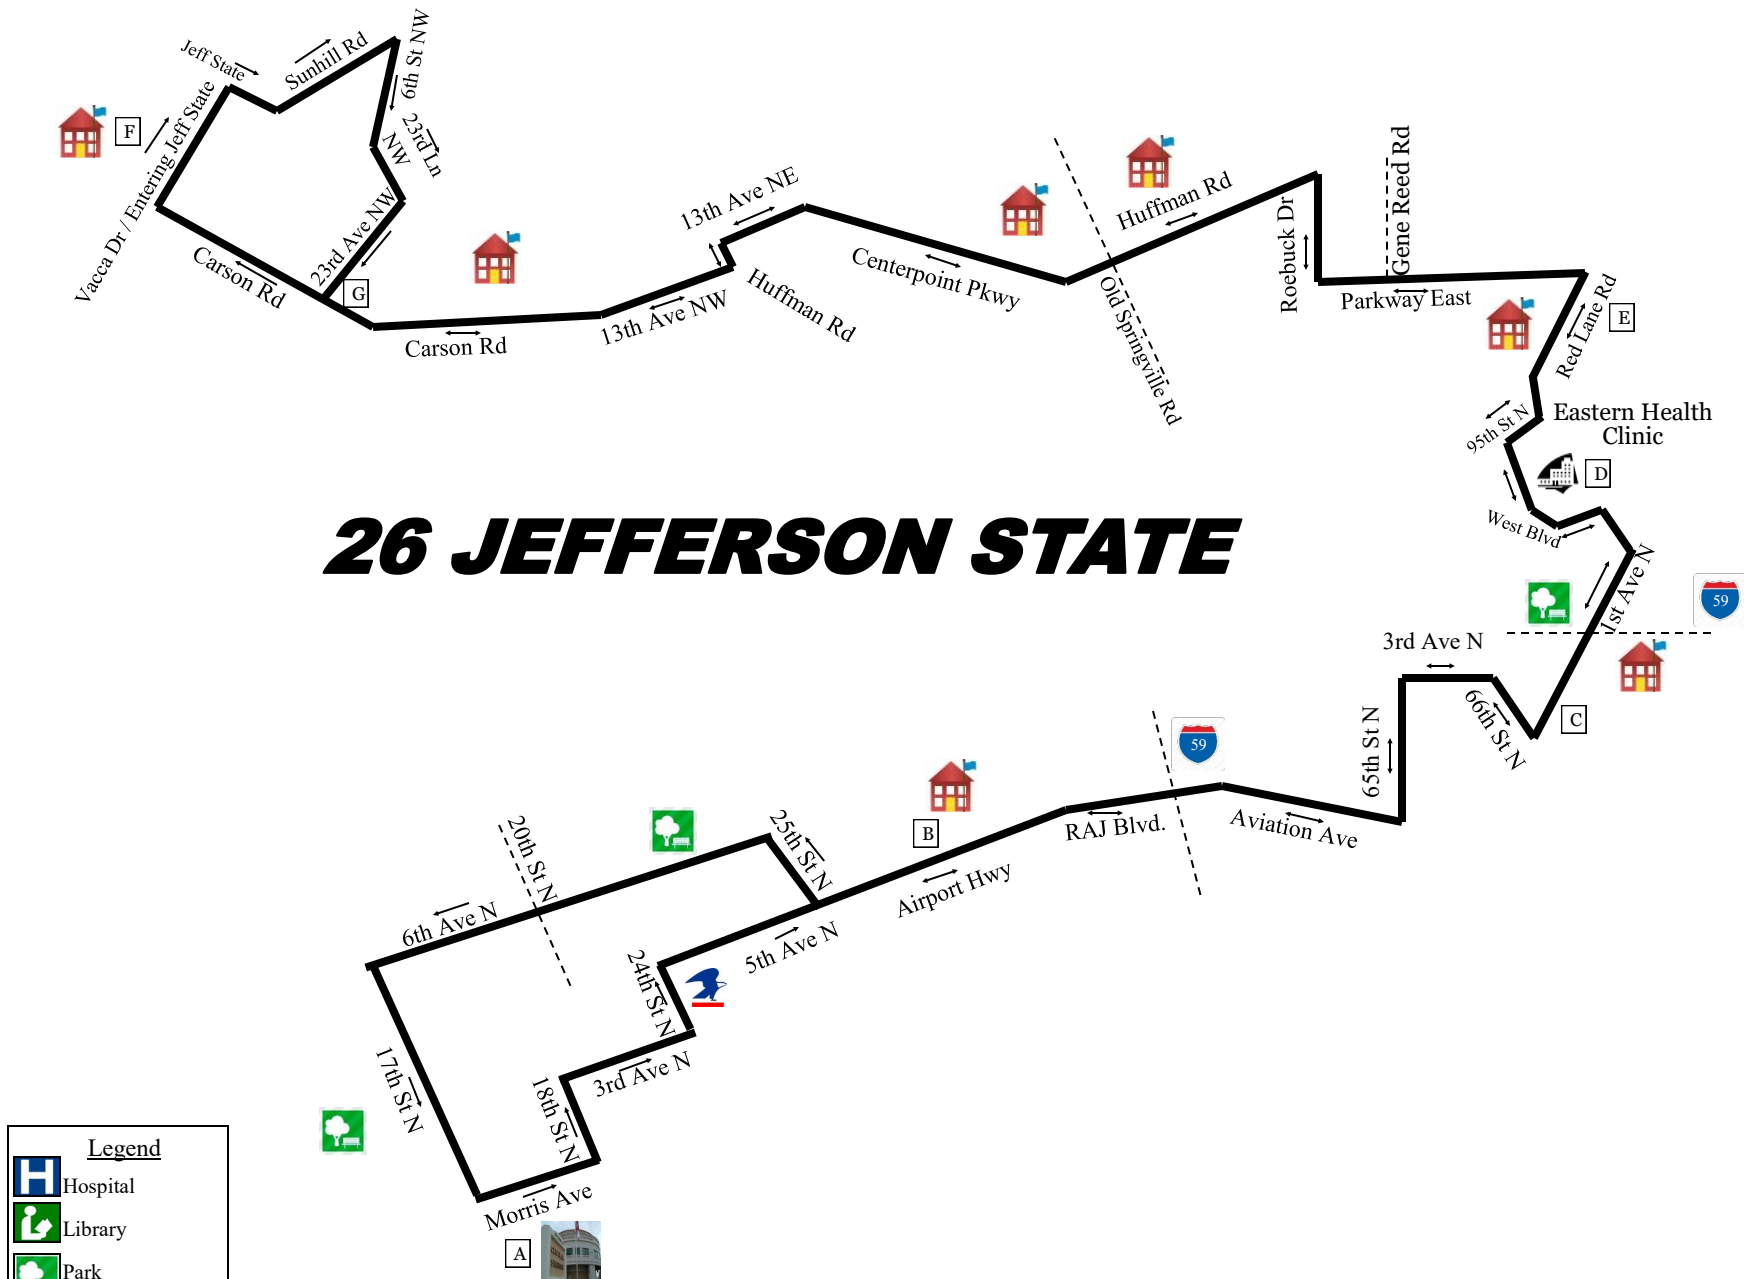 Jeff State
Sunhill Rd
6th St NW
23rd Ln
NW
F
Vacca Dr / Entering Jeff State
23rd Ave NW
Carson Rd
G
Carson Rd
13th Ave NW
13th Ave NE
Huffman Rd
Centerpoint Pkwy
Old Springville Rd
Huffman Rd
Roebuck Dr
Gene Reed Rd
Parkway East
Red Lane Rd
E
95th St N
Eastern Health
Clinic
D
West Blvd
26 JEFFERSON STATE
1st Ave N
59
3rd Ave N
66th St N
C
65th St N
59
Aviation Ave
RAJ Blvd.
B
Airport Hwy
25th St N
20th St N
6th Ave N
5th Ave N
24th St N
3rd Ave N
18th St N
17th St N
Morris Ave
A
Legend
H
Hospital
Library
Park